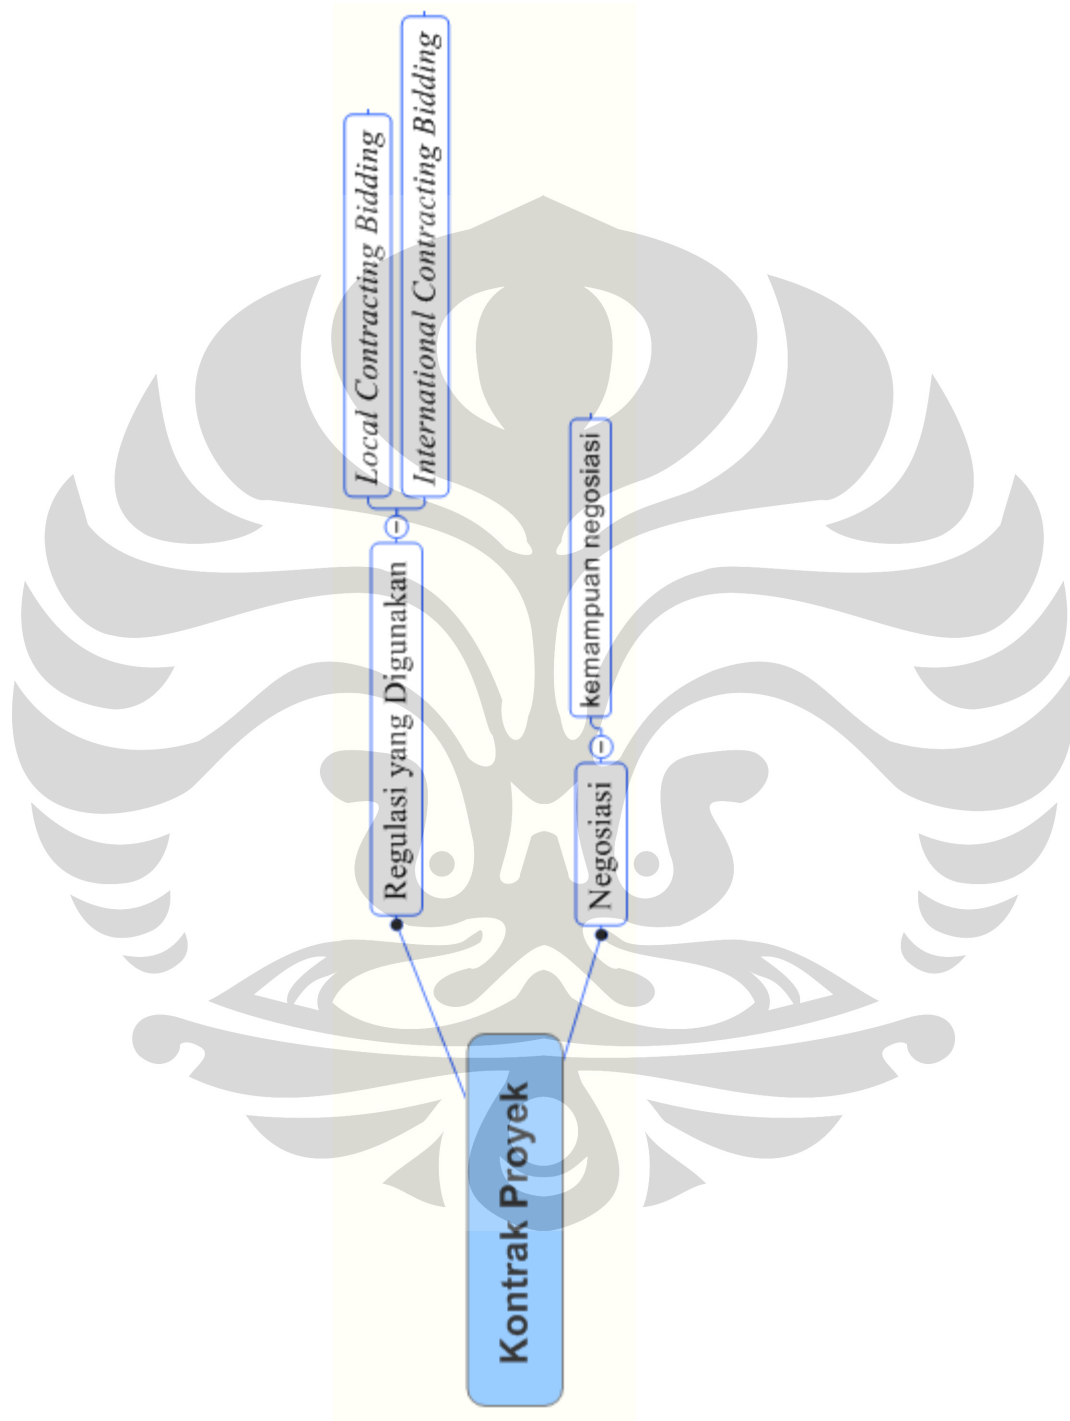 Kontrak Proyek
Regulasi yang Digunakan
Local Contracting Bidding
International Contracting Bidding
Negosiasi
kemampuan negosiasi